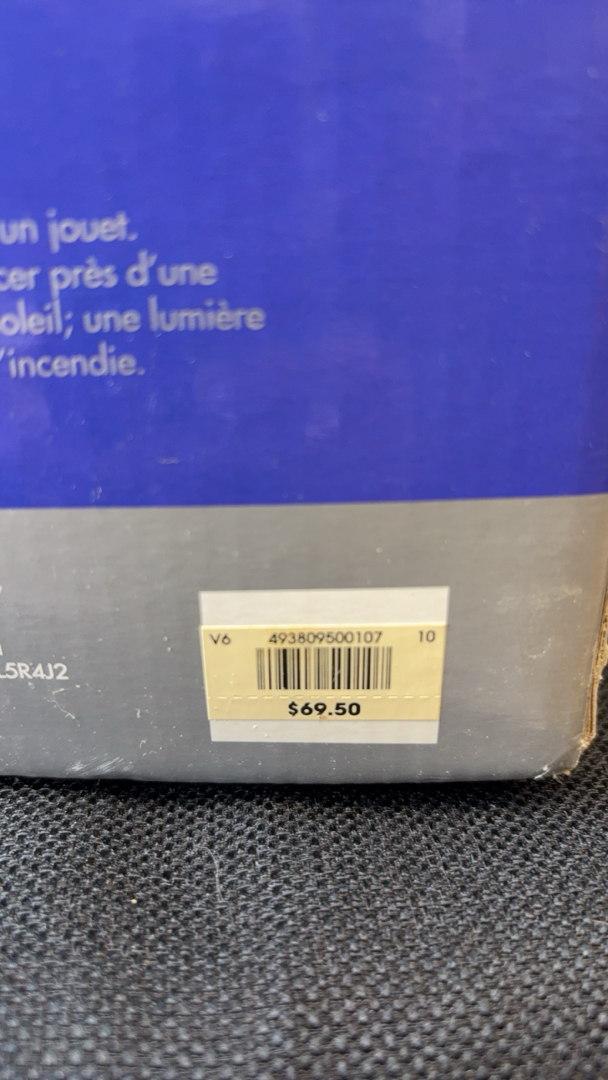 un jouet.
cer près d'une
oleil; une lumière
'incendie.
L5R4J2
V6 493809500107 10
$69.50